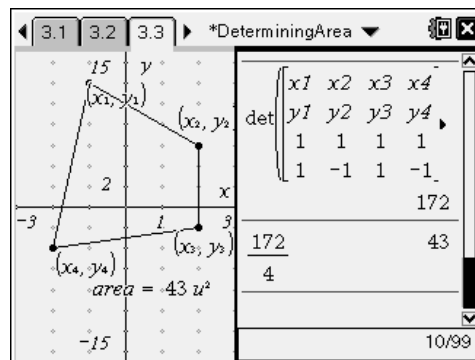 3.1 3.2 3.3 *DeterminingArea
15 y
(x₁, y₁)
(x₂, y₂)
2
x
-3
1
3
(x₃, y₃)
(x₄, y₄)
area = 43 u²
-15
det
x1 x2 x3 x4
y1 y2 y3 y4
1 1 1 1
1 -1 1 -1
172
172
4
43
10/99